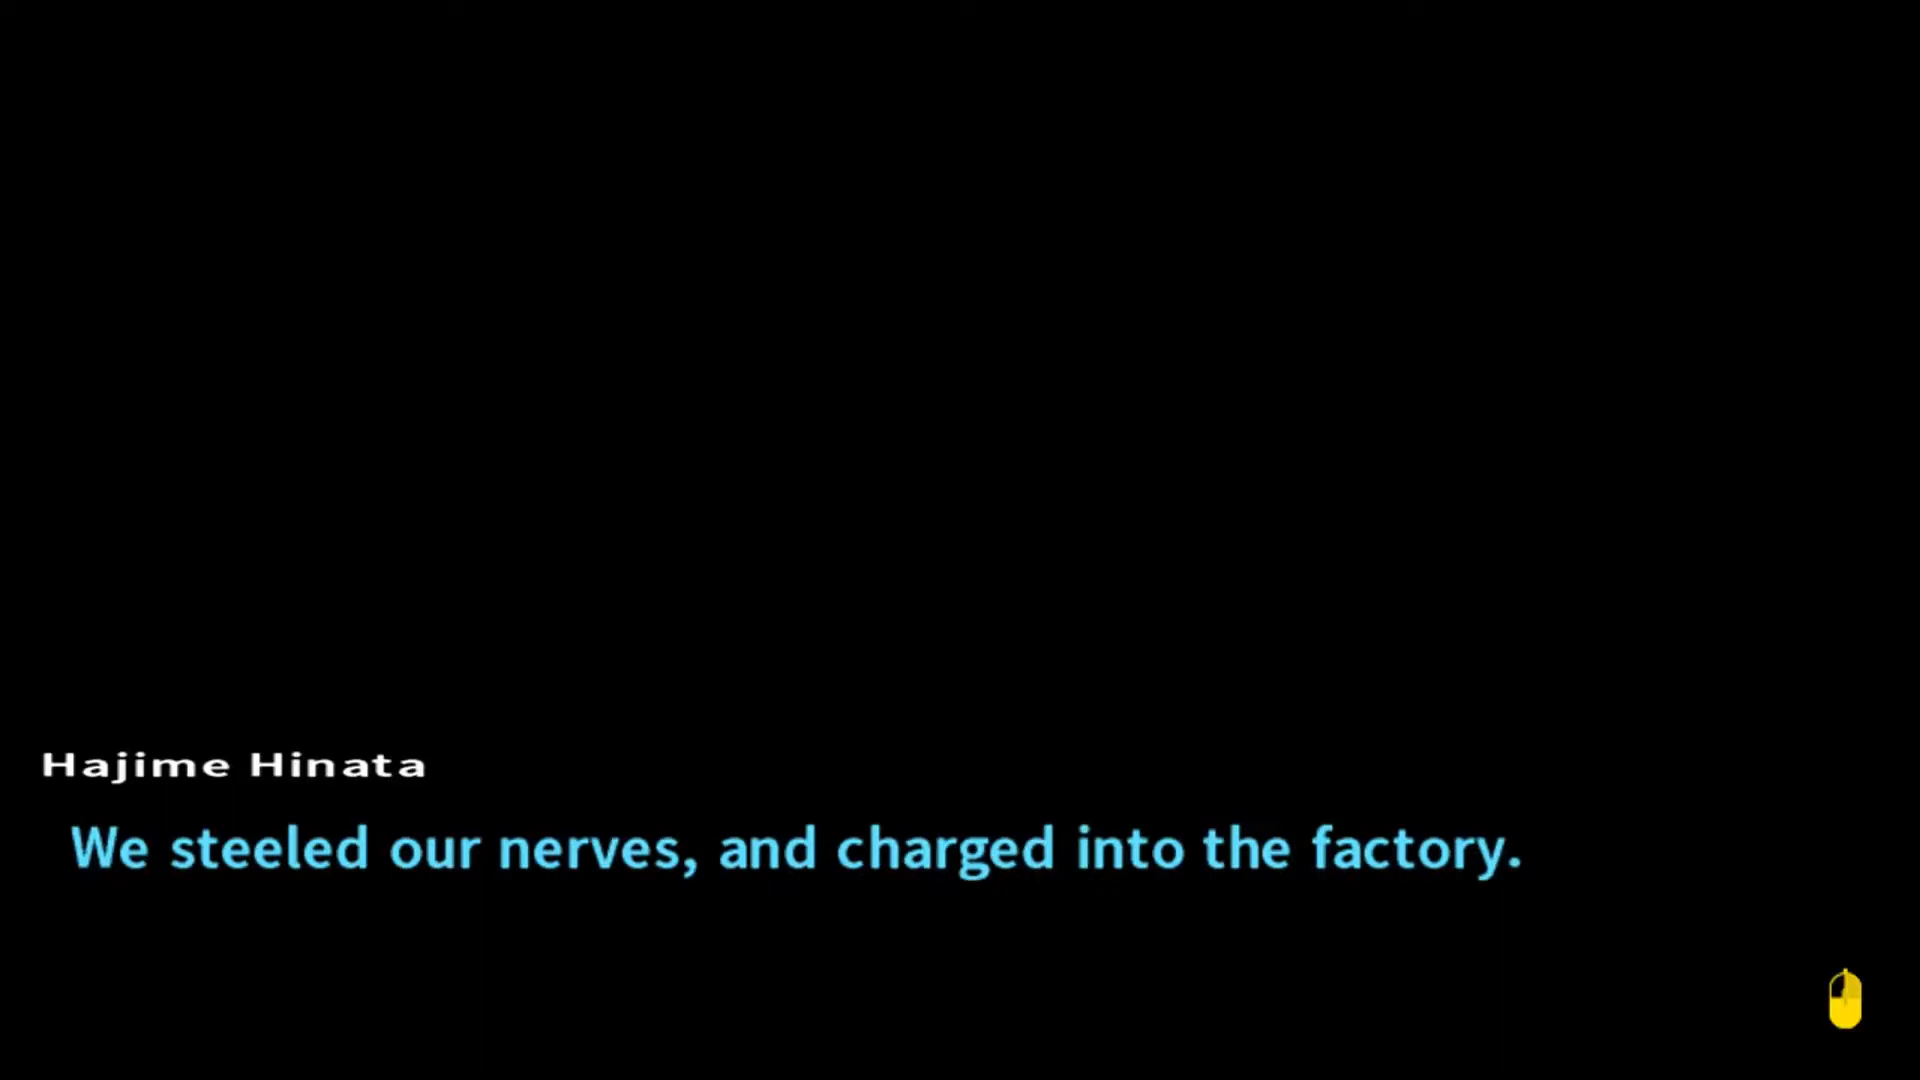 Hajime Hinata
We steeled our nerves, and charged into the factory.